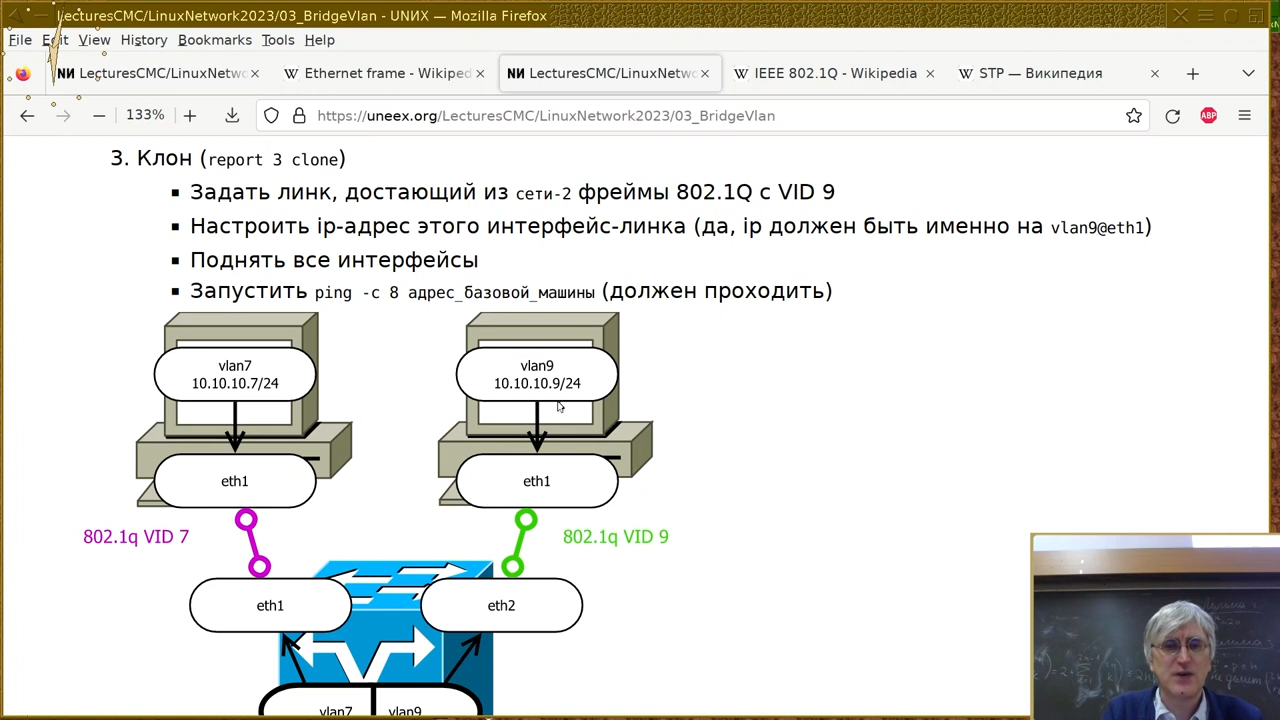 LecturesCMC/LinuxNetwork2023/03_BridgeVlan - UNИX — Mozilla Firefox
File Edit View History Bookmarks Tools Help
NИ LecturesCMC/LinuxNetwo
W Ethernet frame - Wikiped
NИ LecturesCMC/LinuxNetwo
W IEEE 802.1Q - Wikipedia
W STP — Википедия
133%
https://uneex.org/LecturesCMC/LinuxNetwork2023/03_BridgeVlan
ABP
3. Клон (report 3 clone)
▪ Задать линк, достающий из сети-2 фреймы 802.1Q с VID 9
▪ Настроить ip-адрес этого интерфейс-линка (да, ip должен быть именно на vlan9@eth1)
▪ Поднять все интерфейсы
▪ Запустить ping -c 8 адрес_базовой_машины (должен проходить)
vlan7
10.10.10.7/24
vlan9
10.10.10.9/24
eth1
eth1
802.1q VID 7
802.1q VID 9
eth1
eth2
vlan7
vlan9